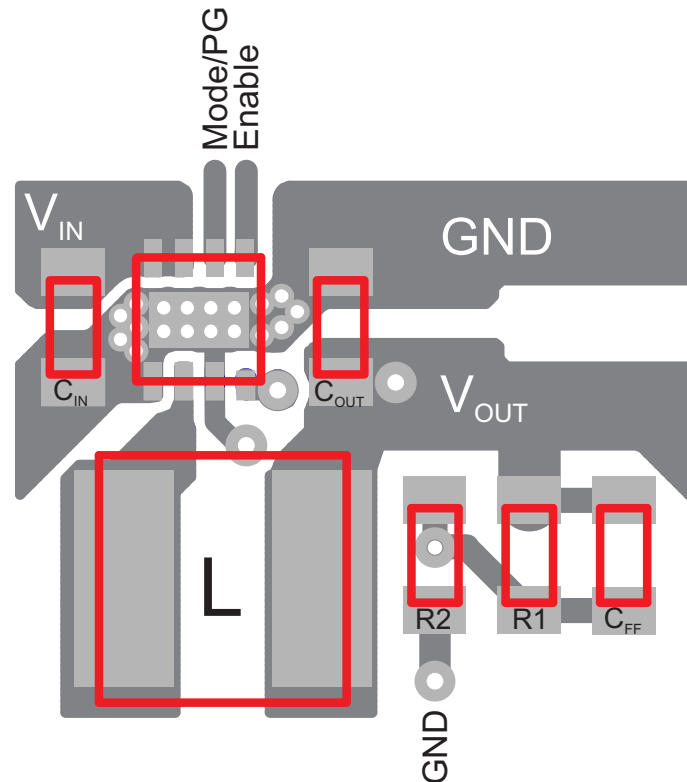 Mode/PG
Enable
VIN
GND
CIN
COUT
VOUT
L
R2
R1
CFF
GND